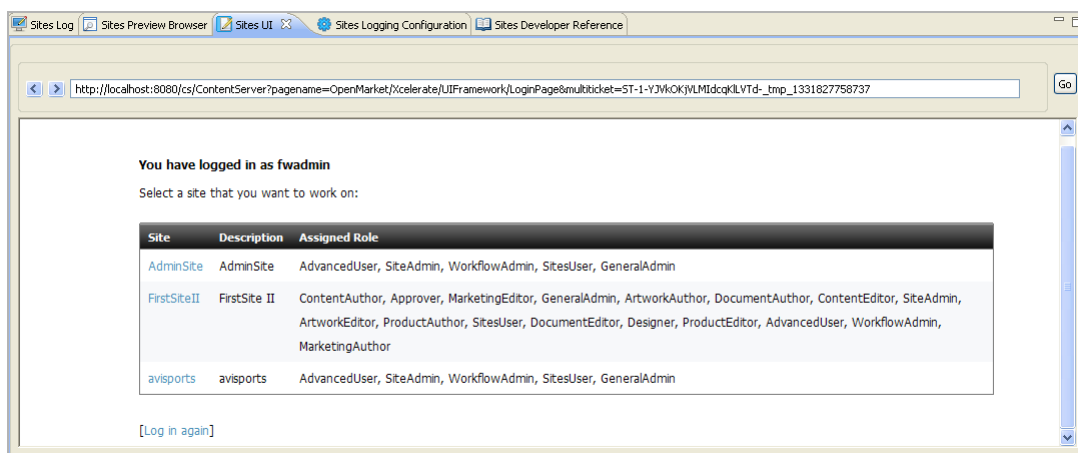 Sites Log Sites Preview Browser Sites UI Sites Logging Configuration Sites Developer Reference
http://localhost:8080/cs/ContentServer?pagename=OpenMarket/Xcelerate/UIFramework/LoginPage&multiticket=ST-1-YJVkOKjVLMIdcqKlLVTd-_tmp_1331827758737 Go
You have logged in as fwadmin
Select a site that you want to work on:
Site Description Assigned Role
AdminSite AdminSite AdvancedUser, SiteAdmin, WorkflowAdmin, SitesUser, GeneralAdmin
FirstSiteII FirstSite II ContentAuthor, Approver, MarketingEditor, GeneralAdmin, ArtworkAuthor, DocumentAuthor, ContentEditor, SiteAdmin,
ArtworkEditor, ProductAuthor, SitesUser, DocumentEditor, Designer, ProductEditor, AdvancedUser, WorkflowAdmin,
MarketingAuthor
avisports avisports AdvancedUser, SiteAdmin, WorkflowAdmin, SitesUser, GeneralAdmin
[Log in again]